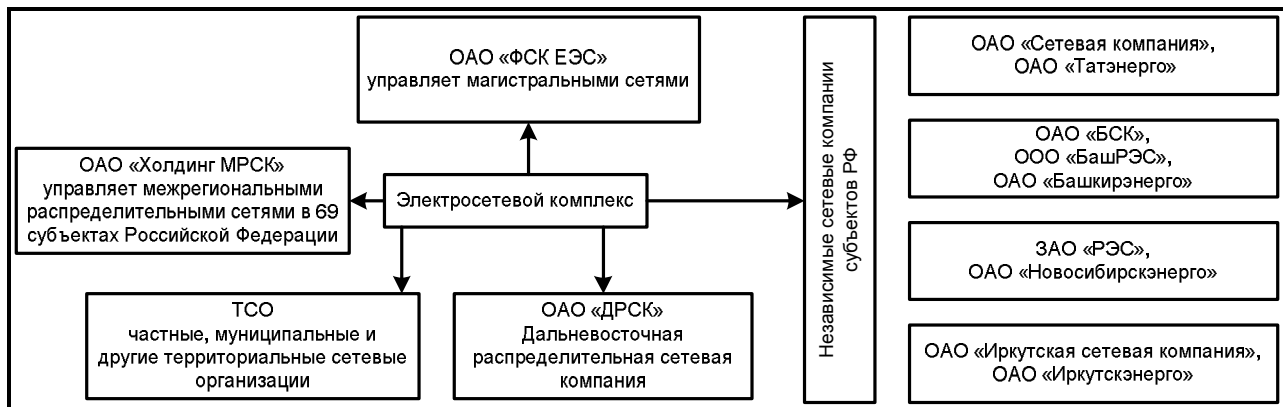 ОАО «ФСК ЕЭС»
управляет магистральными сетями
ОАО «Холдинг МРСК»
управляет межрегиональными
распределительными сетями в 69
субъектах Российской Федерации
Электросетевой комплекс
ТСО
частные, муниципальные и
другие территориальные сетевые
организации
ОАО «ДРСК»
Дальневосточная
распределительная сетевая
компания
Независимые сетевые компании
субъектов РФ
ОАО «Сетевая компания»,
ОАО «Татэнерго»
ОАО «БСК»,
ООО «БашРЭС»,
ОАО «Башкирэнерго»
ЗАО «РЭС»,
ОАО «Новосибирскэнерго»
ОАО «Иркутская сетевая компания»,
ОАО «Иркутскэнерго»